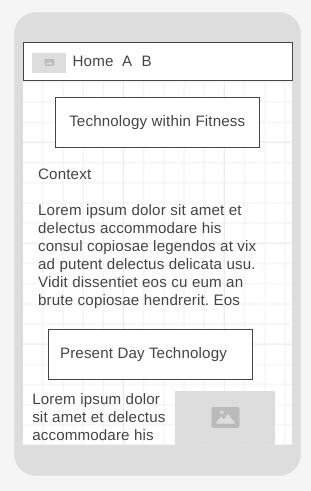 Home A B
Technology within Fitness
Context
Lorem ipsum dolor sit amet et
delectus accommodare his
consul copiosae legendos at vix
ad putent delectus delicata usu.
Vidit dissentiet eos cu eum an
brute copiosae hendrerit. Eos
Present Day Technology
Lorem ipsum dolor
sit amet et delectus
accommodare his